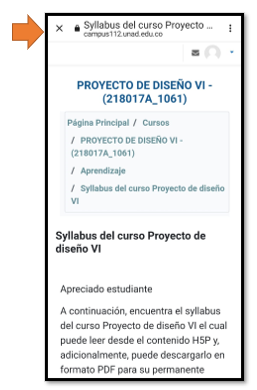 Syllabus del curso Proyecto ...
campus112.unad.edu.co
PROYECTO DE DISEÑO VI -
(218017A_1061)
Página Principal / Cursos
/ PROYECTO DE DISEÑO VI -
(218017A_1061)
/ Aprendizaje
/ Syllabus del curso Proyecto de diseño
VI
Syllabus del curso Proyecto de
diseño VI
Apreciado estudiante
A continuación, encuentra el syllabus
del curso Proyecto de diseño VI el cual
puede leer desde el contenido H5P y,
adicionalmente, puede descargarlo en
formato PDF para su permanente